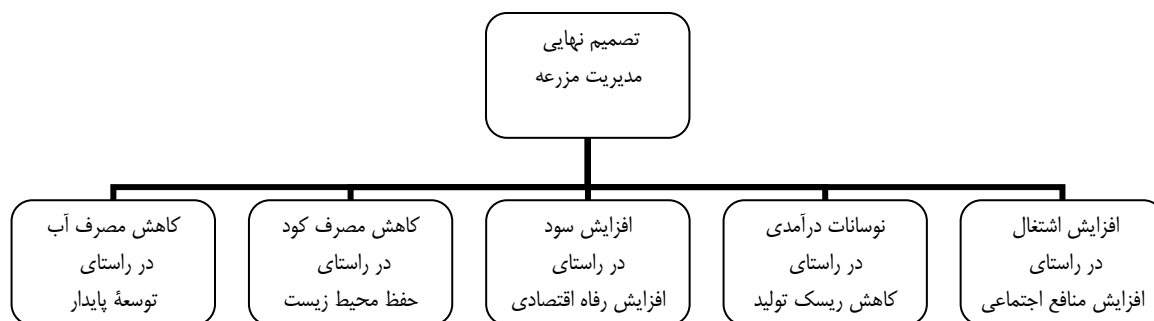 تصمیم نهایی
مدیریت مزرعه
افزایش اشتغال
در راستای
افزایش منافع اجتماعی
نوسانات درآمدی
در راستای
کاهش ریسک تولید
افزایش سود
در راستای
افزایش رفاه اقتصادی
کاهش مصرف کود
در راستای
حفظ محیط زیست
کاهش مصرف آب
در راستای
توسعهٔ پایدار